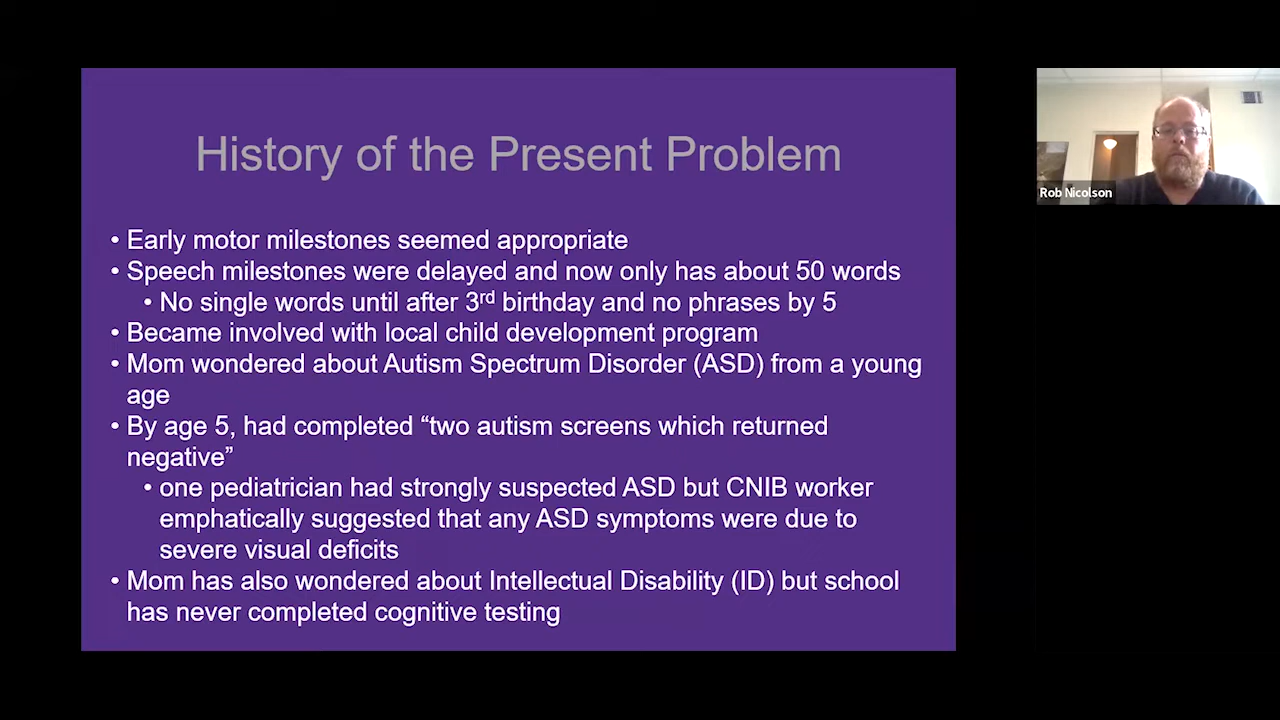 History of the Present Problem
• Early motor milestones seemed appropriate
• Speech milestones were delayed and now only has about 50 words
• No single words until after 3rd birthday and no phrases by 5
• Became involved with local child development program
• Mom wondered about Autism Spectrum Disorder (ASD) from a young
age
• By age 5, had completed “two autism screens which returned
negative”
• one pediatrician had strongly suspected ASD but CNIB worker
emphatically suggested that any ASD symptoms were due to
severe visual deficits
• Mom has also wondered about Intellectual Disability (ID) but school
has never completed cognitive testing
Rob Nicolson